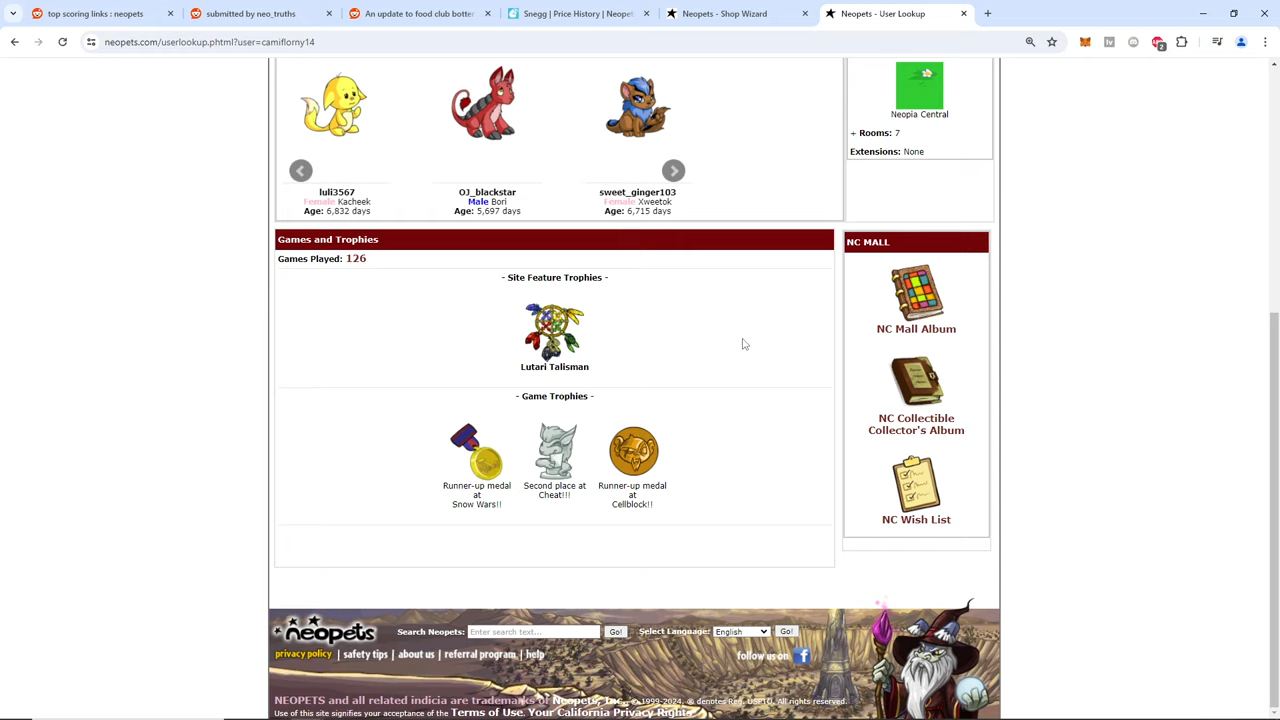 top scoring links : neopets
submitted by neo_truths
An update to food club botter
Snegg | Price History | Neopet
Neopets - Shop Wizard
Neopets - User Lookup
neopets.com/userlookup.phtml?user=camiflorny14
Neopia Central
+ Rooms: 7
Extensions: None
luli3567
Female Kacheek
Age: 6,832 days
OJ_blackstar
Male Bori
Age: 5,697 days
sweet_ginger103
Female Xweetok
Age: 6,715 days
Games and Trophies
Games Played: 126
- Site Feature Trophies -
Lutari Talisman
- Game Trophies -
Runner-up medal
at
Snow Wars!!
Second place at
Cheat!!!
Runner-up medal
at
Cellblock!!
NC MALL
NC Mall Album
NC Collectible
Collector's Album
NC Wish List
neopets
Search Neopets: Enter search text... Go! Select Language: English Go!
privacy policy | safety tips | about us | referral program | help
follow us on f
NEOPETS and all related indicia are trademarks of Neopets, Inc., © 1999-2024. ® denotes Reg. US PTO. All rights reserved.
Use of this site signifies your acceptance of the Terms of Use. Your California Privacy Rights